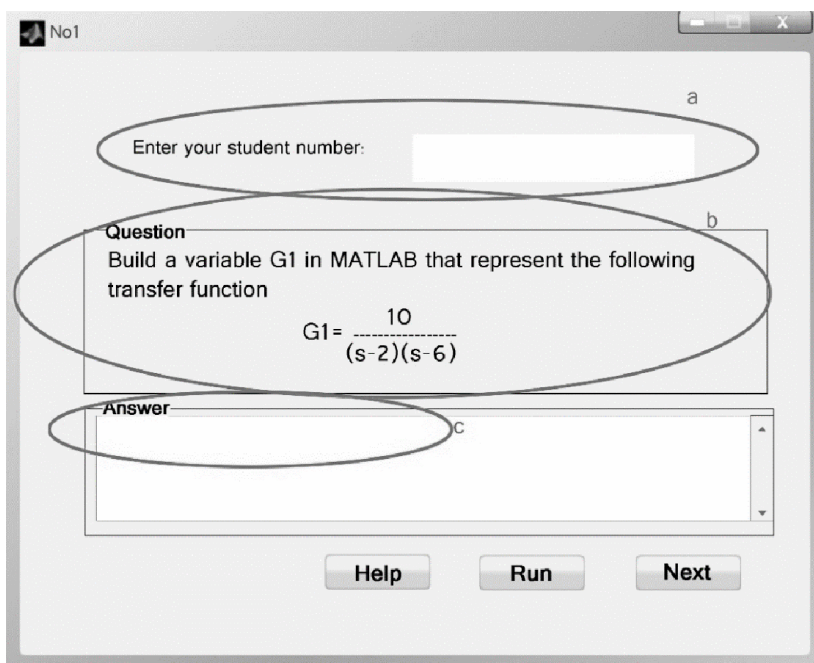 No1
X
a
Enter your student number:
b
Question
Build a variable G1 in MATLAB that represent the following
transfer function
10
G1= -----------------
(s-2)(s-6)
Answer
c
Help Run Next